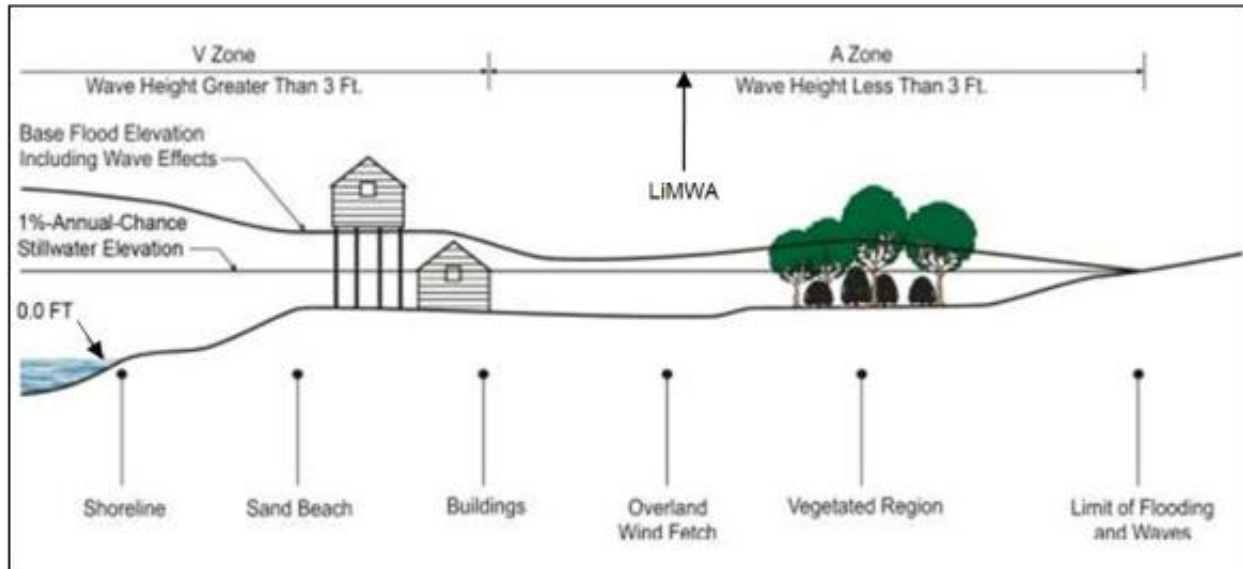 V Zone
Wave Height Greater Than 3 Ft.
A Zone
Wave Height Less Than 3 Ft.
LiMWA
Base Flood Elevation
Including Wave Effects
1%-Annual-Chance
Stillwater Elevation
0.0 FT
Shoreline
Sand Beach
Buildings
Overland
Wind Fetch
Vegetated Region
Limit of Flooding
and Waves